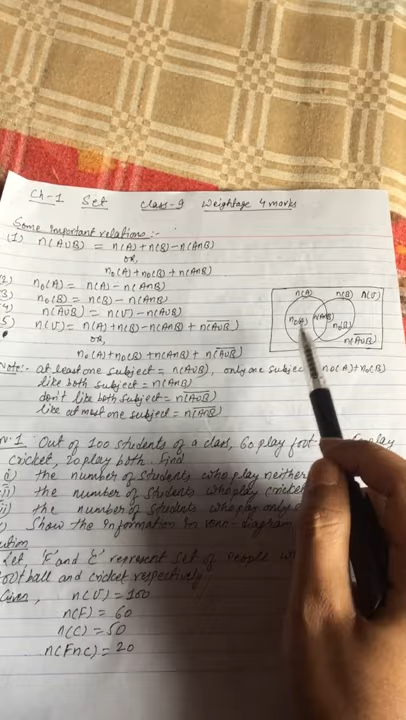 Ch-1 Set Class-9 Weightage 4 marks
Some important relations:-
(1) n(A∪B) = n(A)+n(B)-n(A∩B)
or,
n₀(A)+n₀(B)+n(A∩B)
2) n₀(A) = n(A)-n(A∩B)
3) n₀(B) = n(B)-n(A∩B)
4) n(A∪B) = n(U)-n(A̅∪̅B̅)
5) n(U) = n(A)+n(B)-n(A∩B)+n(A̅∪̅B̅)
or,
n₀(A)+n₀(B)+n(A∩B)+n(A̅∪̅B̅)
n(A) n(B) n(U)
n₀(A) n(A∩B) n₀(B)
n(A̅∪̅B̅)
Note:- at least one subject = n(A∪B), only one subject = n₀(A)+n₀(B)
like both subject = n(A∩B)
don't like both subject = n(A̅∪̅B̅)
like at most one subject = n(A̅∩̅B̅)
1 Out of 100 students of a class, 60 play foot play
cricket, 20 play both. Find
i) the number of students who play neither
ii) the number of students who play cricket
the number of students who pay only
Show the information in venn-diagram
Let, 'F' and 'C' represent set of people
football and cricket respectively
Given, n(U) = 100
n(F) = 60
n(C) = 50
n(F∩C) = 20